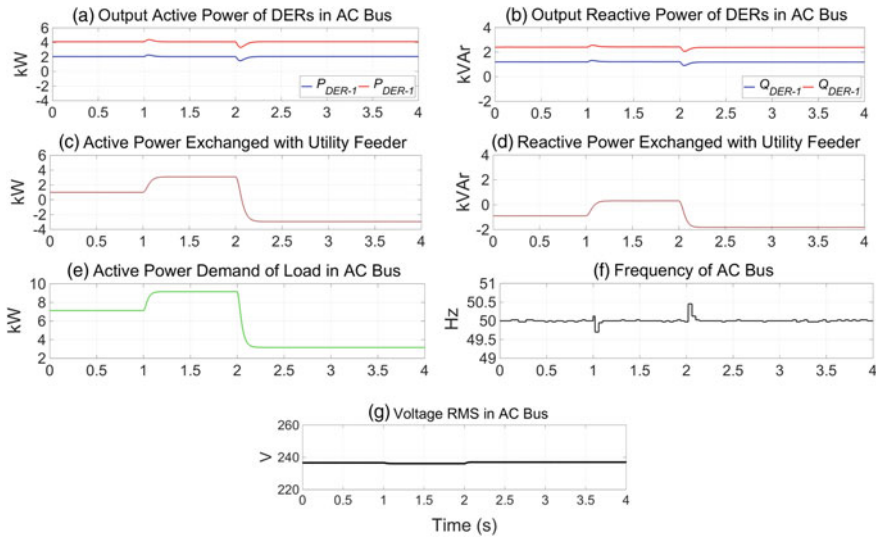 (a) Output Active Power of DERs in AC Bus
6
4
2
0
-2
-4
kW
P_DER-1 P_DER-1
0 0.5 1 1.5 2 2.5 3 3.5 4
(b) Output Reactive Power of DERs in AC Bus
4
2
0
-2
kVAr
Q_DER-1 Q_DER-1
0 0.5 1 1.5 2 2.5 3 3.5 4
(c) Active Power Exchanged with Utility Feeder
6
4
2
0
-2
-4
kW
0 0.5 1 1.5 2 2.5 3 3.5 4
(d) Reactive Power Exchanged with Utility Feeder
4
2
0
-2
kVAr
0 0.5 1 1.5 2 2.5 3 3.5 4
(e) Active Power Demand of Load in AC Bus
10
8
6
4
2
kW
0 0.5 1 1.5 2 2.5 3 3.5 4
(f) Frequency of AC Bus
51
50.5
50
49.5
49
Hz
0 0.5 1 1.5 2 2.5 3 3.5 4
(g) Voltage RMS in AC Bus
260
240
220
V
0 0.5 1 1.5 2 2.5 3 3.5 4
Time (s)